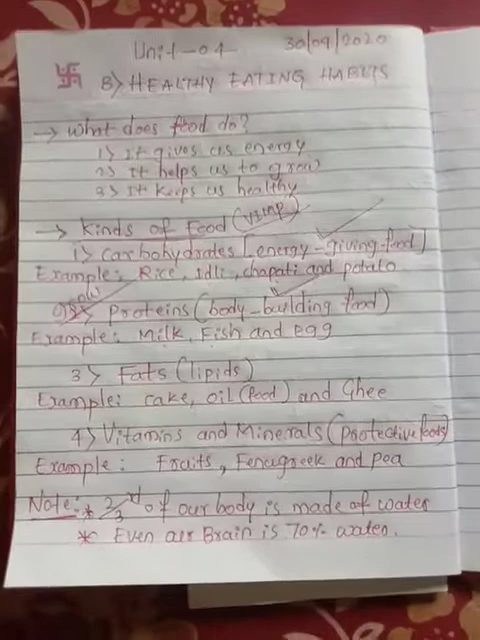 Unit-04 30/09/2020
卐 B> HEALTHY EATING HABITS
→ What does food do?
1> It gives us energy
2> It helps us to grow
3> It keeps us healthy
→ Kinds of Food (VIMP)
1> Carbohydrates [energy-giving-food]
Example: Rice, idli, chapati and potato
Proteins (body-building food)
Example: Milk, Fish and egg
3> Fats (lipids)
Example: Cake, oil (food) and Ghee
4> Vitamins and Minerals (Protective foods)
Example: Fruits, Fenugreek and pea
Note: * 2/3rd of our body is made of water
* Even our Brain is 70% water.